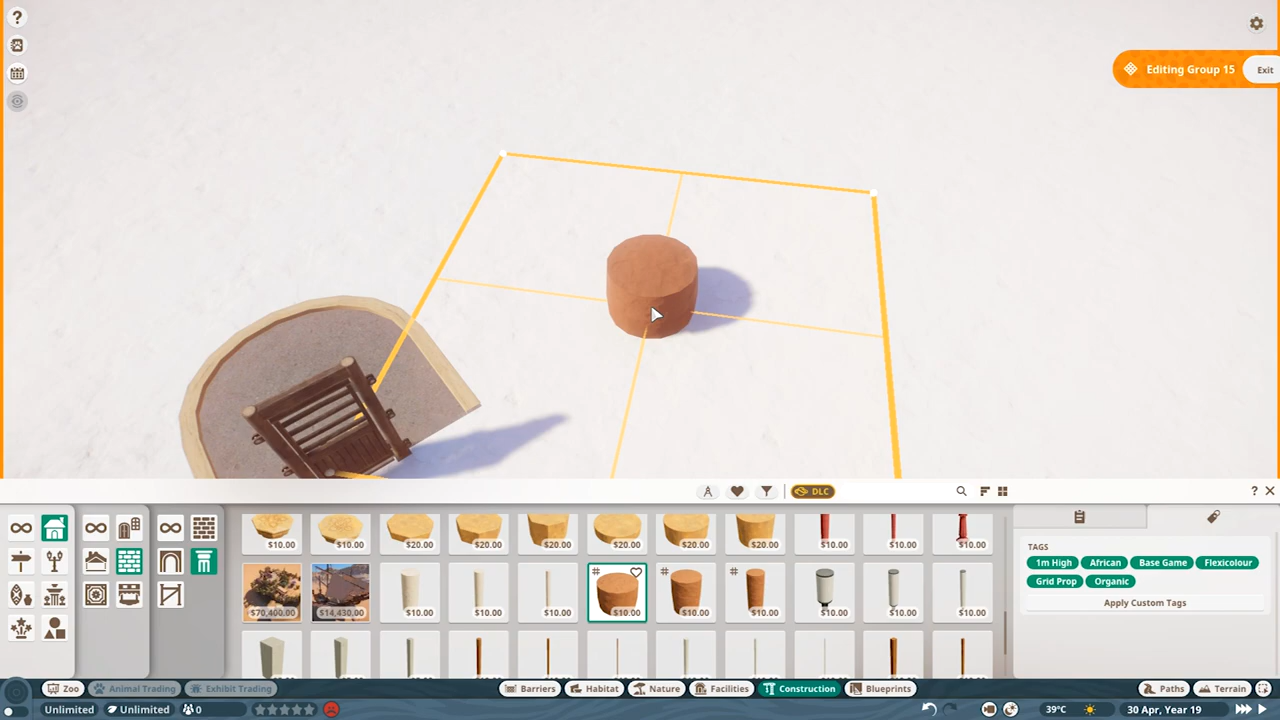 ?
Editing Group 15
Exit
DLC
?
$10.00
$10.00
$20.00
$20.00
$20.00
$20.00
$20.00
$20.00
$10.00
$10.00
$10.00
$70,400.00
$14,430.00
$10.00
$10.00
$10.00
$10.00
$10.00
$10.00
$10.00
$10.00
$10.00
TAGS
1m High
African
Base Game
Flexicolour
Grid Prop
Organic
Apply Custom Tags
Zoo
Animal Trading
Exhibit Trading
Barriers
Habitat
Nature
Facilities
Construction
Blueprints
Paths
Terrain
Unlimited
Unlimited
0
39°C
30 Apr, Year 19